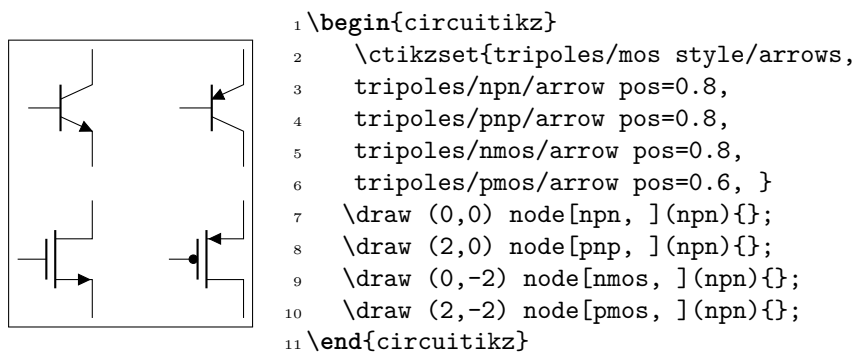 1 \begin{circuitikz}
2 \ctikzset{tripoles/mos style/arrows,
3 tripoles/npn/arrow pos=0.8,
4 tripoles/pnp/arrow pos=0.8,
5 tripoles/nmos/arrow pos=0.8,
6 tripoles/pmos/arrow pos=0.6, }
7 \draw (0,0) node[npn, ](npn){};
8 \draw (2,0) node[pnp, ](npn){};
9 \draw (0,-2) node[nmos, ](npn){};
10 \draw (2,-2) node[pmos, ](npn){};
11 \end{circuitikz}